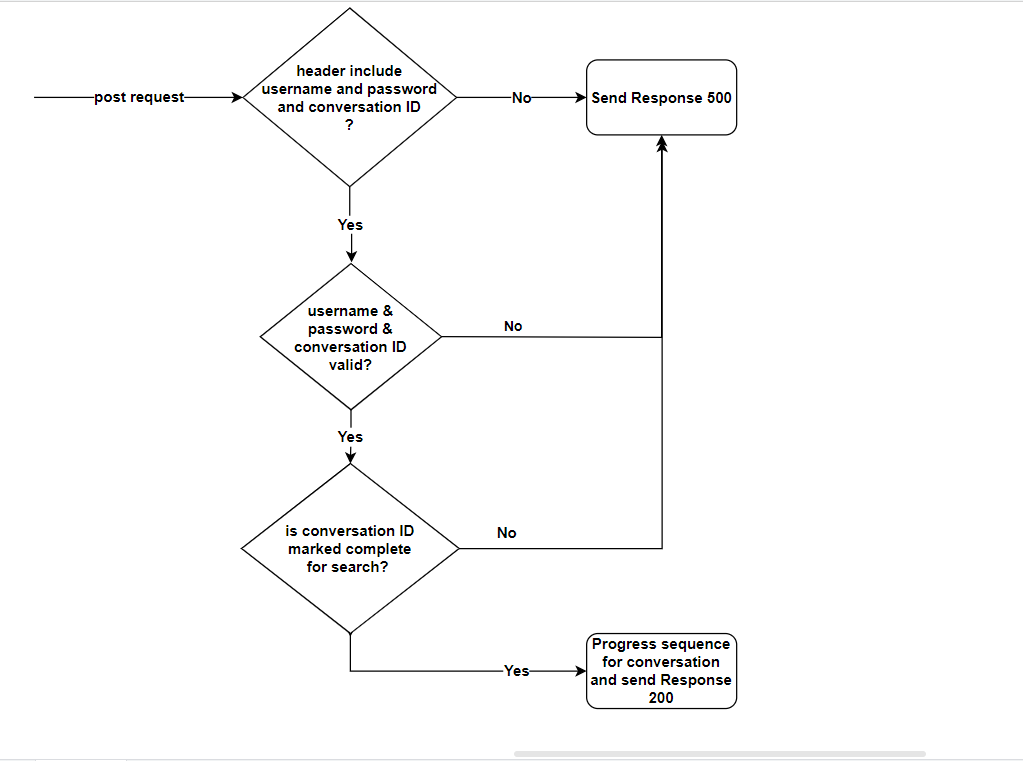 header include
username and password
and conversation ID
?
post request
No
Send Response 500
Yes
username &
password &
conversation ID
valid?
No
Yes
is conversation ID
marked complete
for search?
No
Yes
Progress sequence
for conversation
and send Response
200